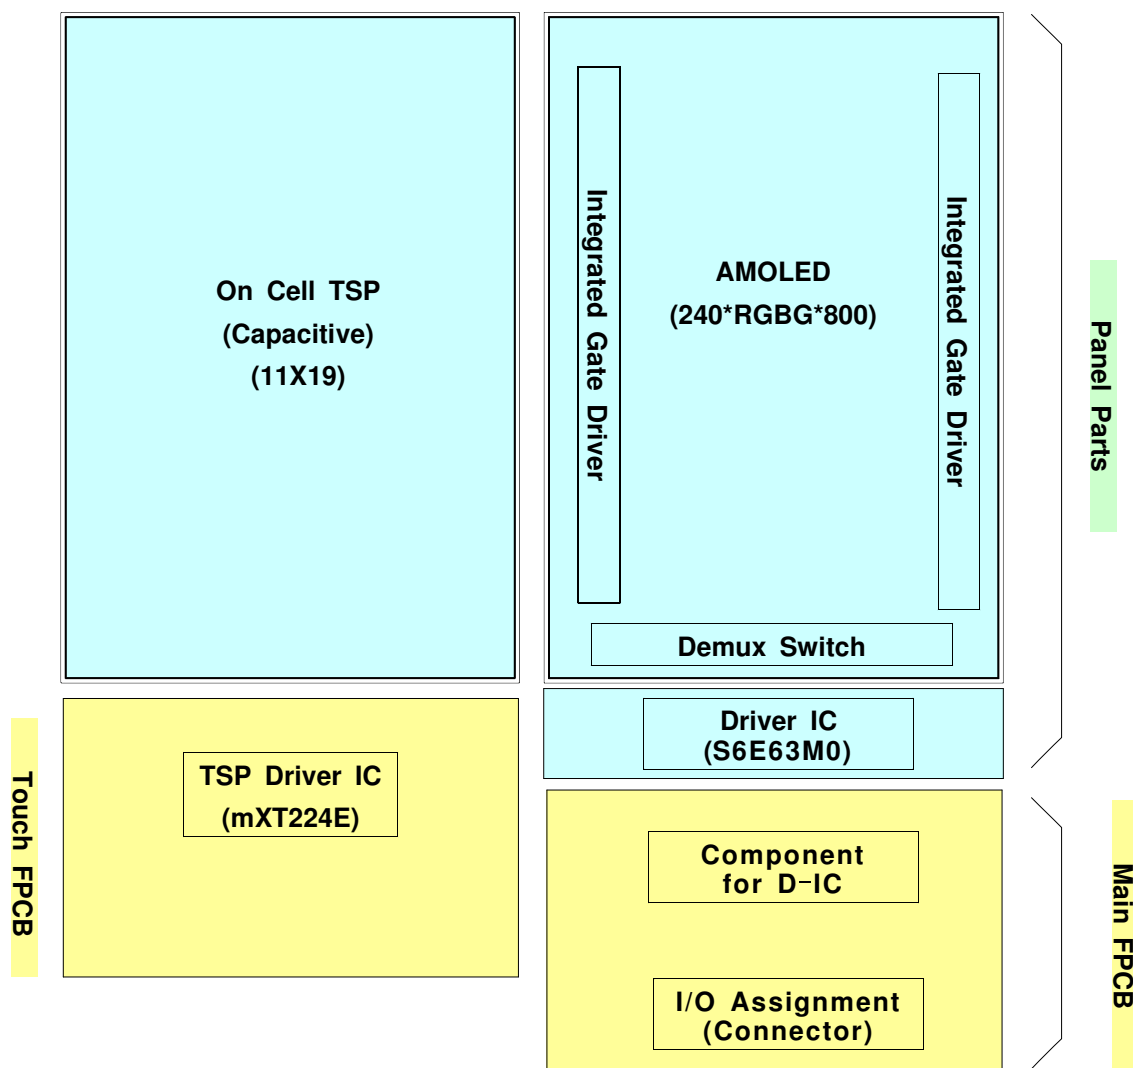 On Cell TSP
(Capacitive)
(11X19)
Integrated Gate Driver
AMOLED
(240*RGBG*800)
Integrated Gate Driver
Demux Switch
Driver IC
(S6E63M0)
Panel Parts
TSP Driver IC
(mXT224E)
Touch FPCB
Component
for D-IC
I/O Assignment
(Connector)
Main FPCB